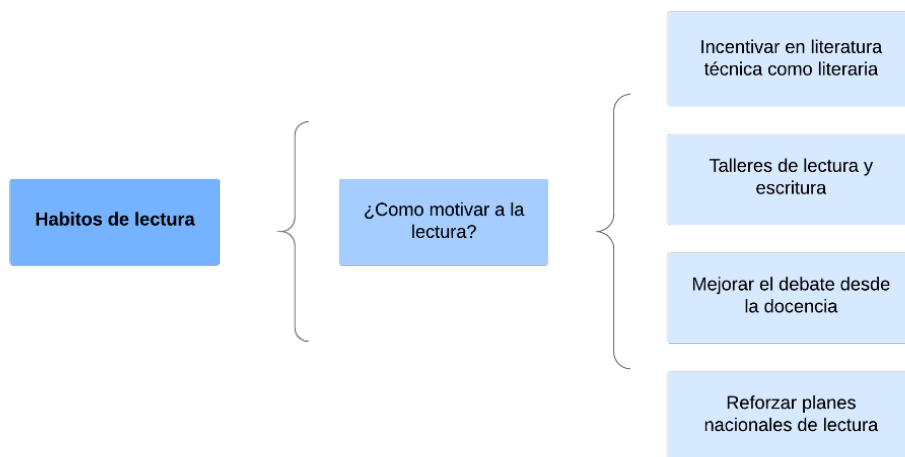 Habitos de lectura
¿Como motivar a la
lectura?
Incentivar en literatura
técnica como literaria
Talleres de lectura y
escritura
Mejorar el debate desde
la docencia
Reforzar planes
nacionales de lectura